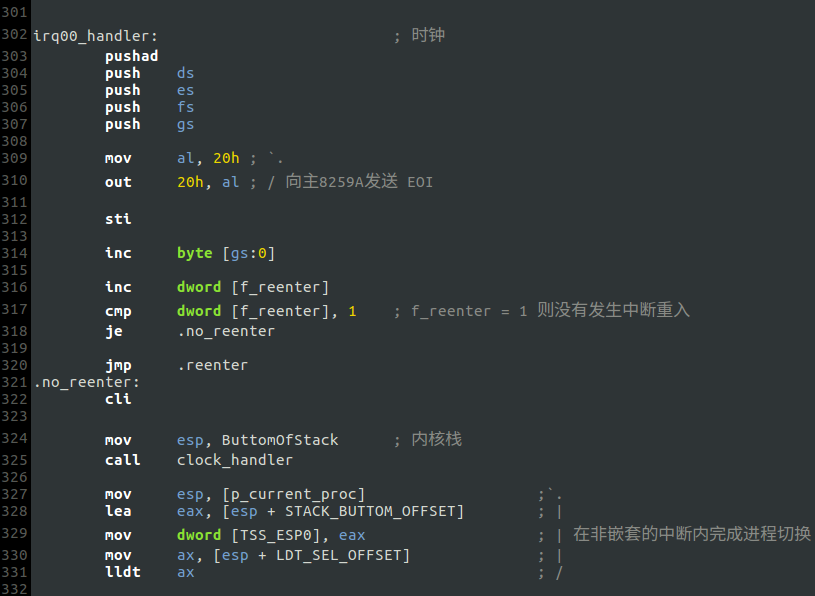 301
302 irq00_handler: ; 时钟
303 pushad
304 push ds
305 push es
306 push fs
307 push gs
308
309 mov al, 20h ; `.
310 out 20h, al ; / 向主8259A发送 EOI
311
312 sti
313
314 inc byte [gs:0]
315
316 inc dword [f_reenter]
317 cmp dword [f_reenter], 1 ; f_reenter = 1 则没有发生中断重入
318 je .no_reenter
319
320 jmp .reenter
321 .no_reenter:
322 cli
323
324 mov esp, ButtomOfStack ; 内核栈
325 call clock_handler
326
327 mov esp, [p_current_proc] ;`.
328 lea eax, [esp + STACK_BUTTOM_OFFSET] ; |
329 mov dword [TSS_ESP0], eax ; | 在非嵌套的中断内完成进程切换
330 mov ax, [esp + LDT_SEL_OFFSET] ; |
331 lldt ax ; /
332